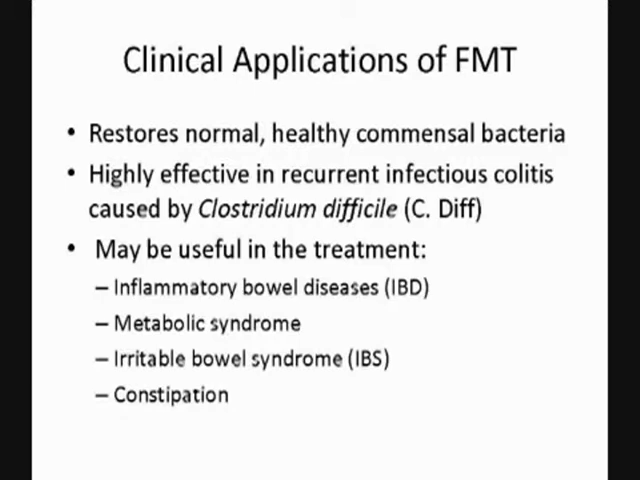 Clinical Applications of FMT
• Restores normal, healthy commensal bacteria
• Highly effective in recurrent infectious colitis
caused by Clostridium difficile (C. Diff)
• May be useful in the treatment:
– Inflammatory bowel diseases (IBD)
– Metabolic syndrome
– Irritable bowel syndrome (IBS)
– Constipation